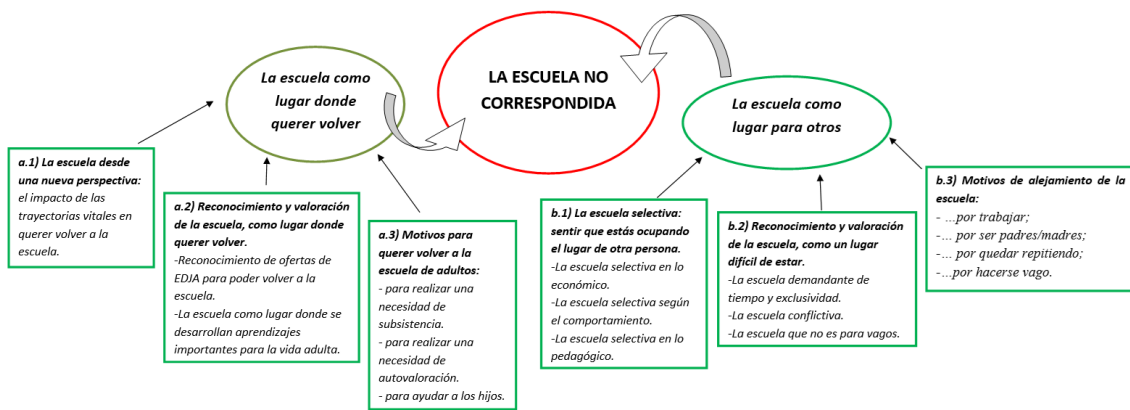 La escuela como
lugar donde
querer volver
LA ESCUELA NO
CORRESPONDIDA
La escuela como
lugar para otros
a.1) La escuela desde
una nueva perspectiva:
el impacto de las
trayectorias vitales en
querer volver a la
escuela.
a.2) Reconocimiento y valoración
de la escuela, como lugar donde
querer volver.
-Reconocimiento de ofertas de
EDJA para poder volver a la
escuela.
-La escuela como lugar donde se
desarrollan aprendizajes
importantes para la vida adulta.
a.3) Motivos para
querer volver a la
escuela de adultos:
- para realizar una
necesidad de
subsistencia.
- para realizar una
necesidad de
autovaloración.
- para ayudar a los hijos.
b.1) La escuela selectiva:
sentir que estás ocupando
el lugar de otra persona.
-La escuela selectiva en lo
económico.
-La escuela selectiva según
el comportamiento.
-La escuela selectiva en lo
pedagógico.
b.2) Reconocimiento y valoración
de la escuela, como un lugar
difícil de estar.
-La escuela demandante de
tiempo y exclusividad.
-La escuela conflictiva.
-La escuela que no es para vagos.
b.3) Motivos de alejamiento de la
escuela:
- ...por trabajar;
-... por ser padres/madres;
-... por quedar repitiendo;
-...por hacerse vago.